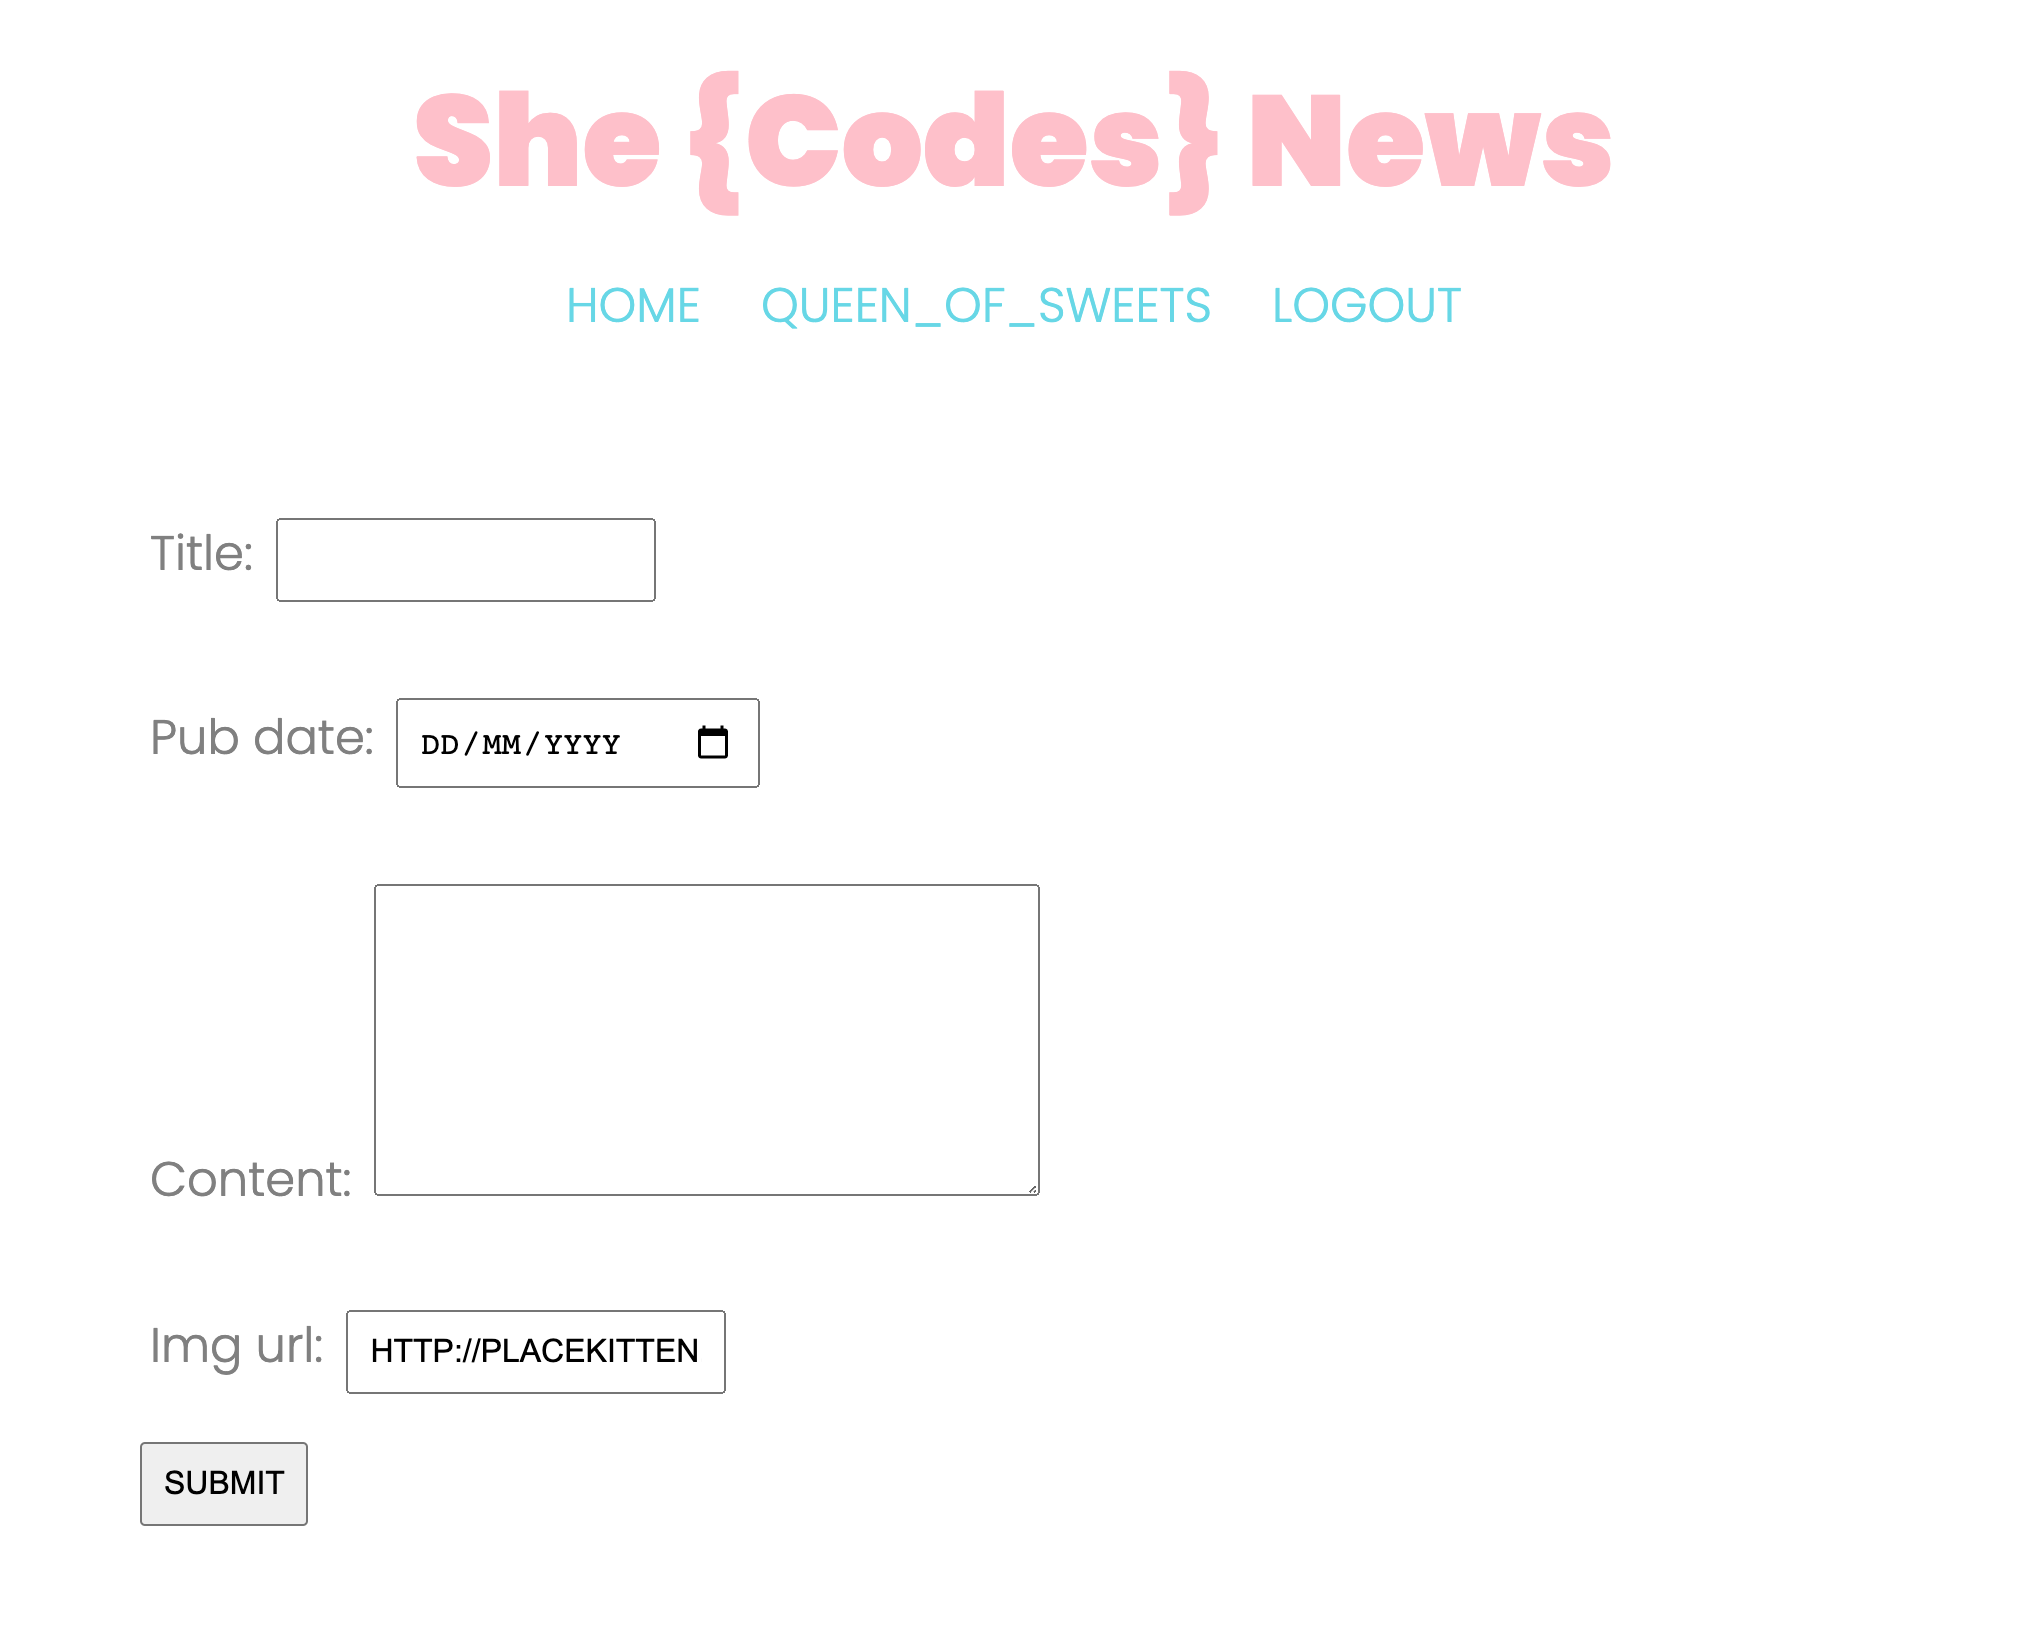 She {Codes} News
HOME QUEEN_OF_SWEETS LOGOUT
Title:
Pub date: DD/MM/YYYY
Content:
Img url: HTTP://PLACEKITTEN
SUBMIT